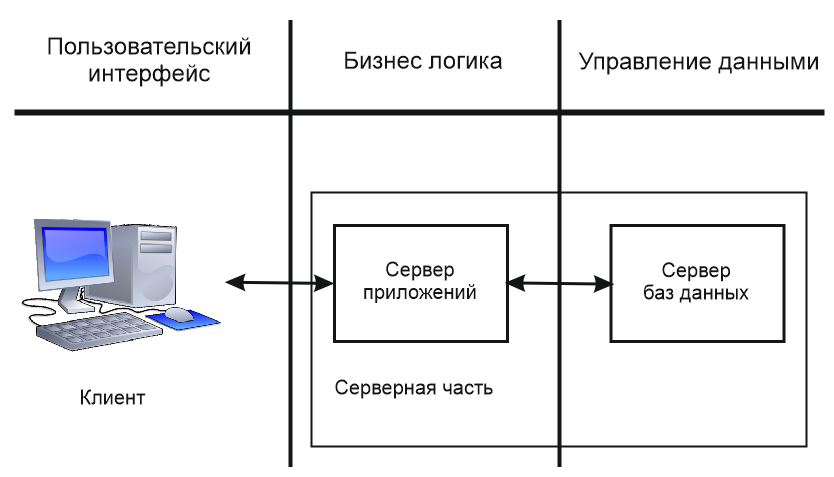 Пользовательский
интерфейс
Бизнес логика
Управление данными
Сервер
приложений
Сервер
баз данных
Клиент
Серверная часть